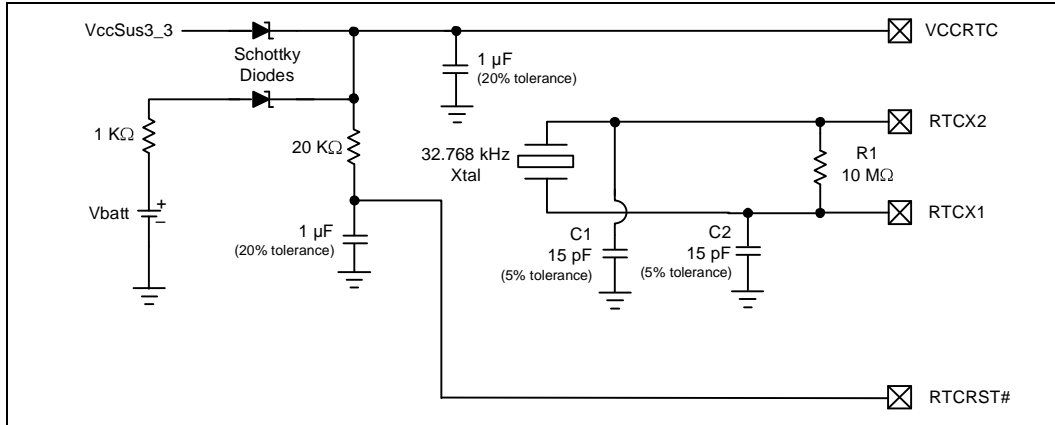 VccSus3_3
Schottky
Diodes
1 µF
(20% tolerance)
VCCRTC
1 KΩ
20 KΩ
32.768 kHz
Xtal
RTCX2
R1
10 MΩ
Vbatt
+
–
1 µF
(20% tolerance)
C1
15 pF
(5% tolerance)
C2
15 pF
(5% tolerance)
RTCX1
RTCRST#